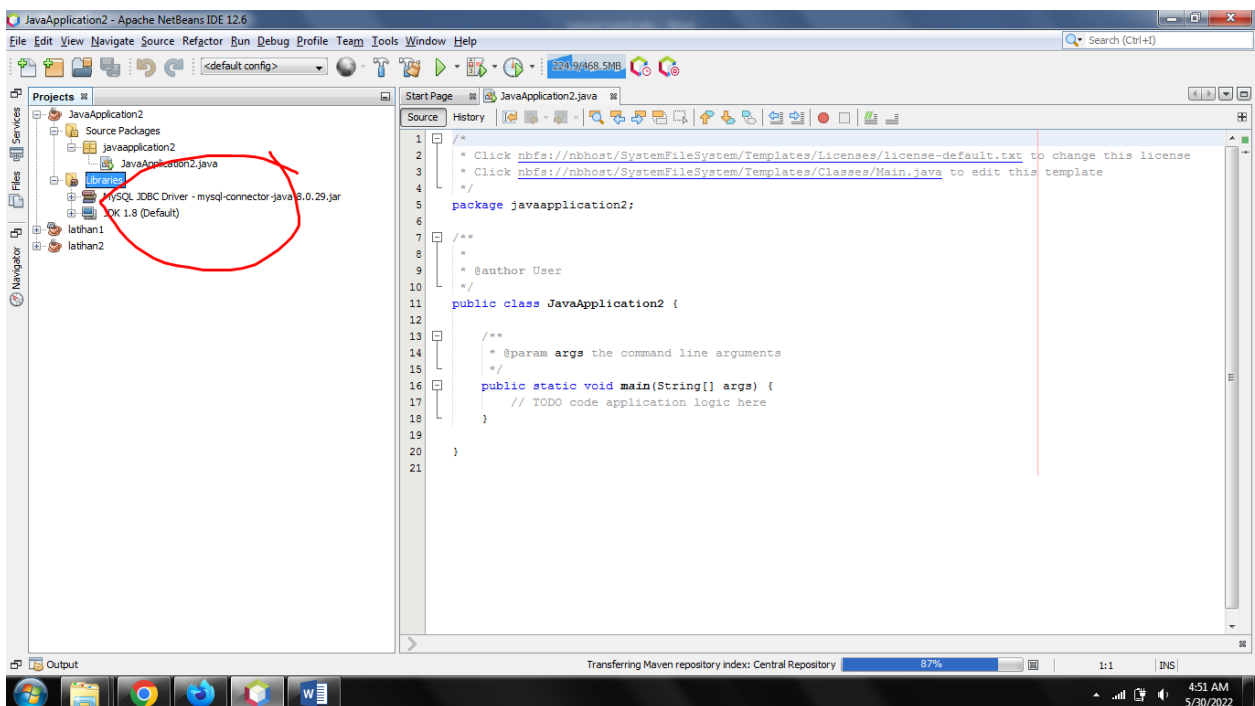 JavaApplication2 - Apache NetBeans IDE 12.6
File Edit View Navigate Source Refactor Run Debug Profile Team Tools Window Help
Search (Ctrl+I)
<default config>
224.9/468.5MB
Projects
Start Page
JavaApplication2.java
Services
Files
Navigator
JavaApplication2
Source Packages
javaapplication2
JavaApplication2.java
Libraries
MySQL JDBC Driver - mysql-connector-java-8.0.29.jar
JDK 1.8 (Default)
latihan1
latihan2
Source History
1 /*
2 * Click nbfs://nbhost/SystemFileSystem/Templates/Licenses/license-default.txt to change this license
3 * Click nbfs://nbhost/SystemFileSystem/Templates/Classes/Main.java to edit this template
4 */
5 package javaapplication2;
6
7 /**
8 *
9 * @author User
10 */
11 public class JavaApplication2 {
12
13 /**
14 * @param args the command line arguments
15 */
16 public static void main(String[] args) {
17 // TODO code application logic here
18 }
19
20 }
21
Output
Transferring Maven repository index: Central Repository
87%
1:1
INS
4:51 AM
5/30/2022